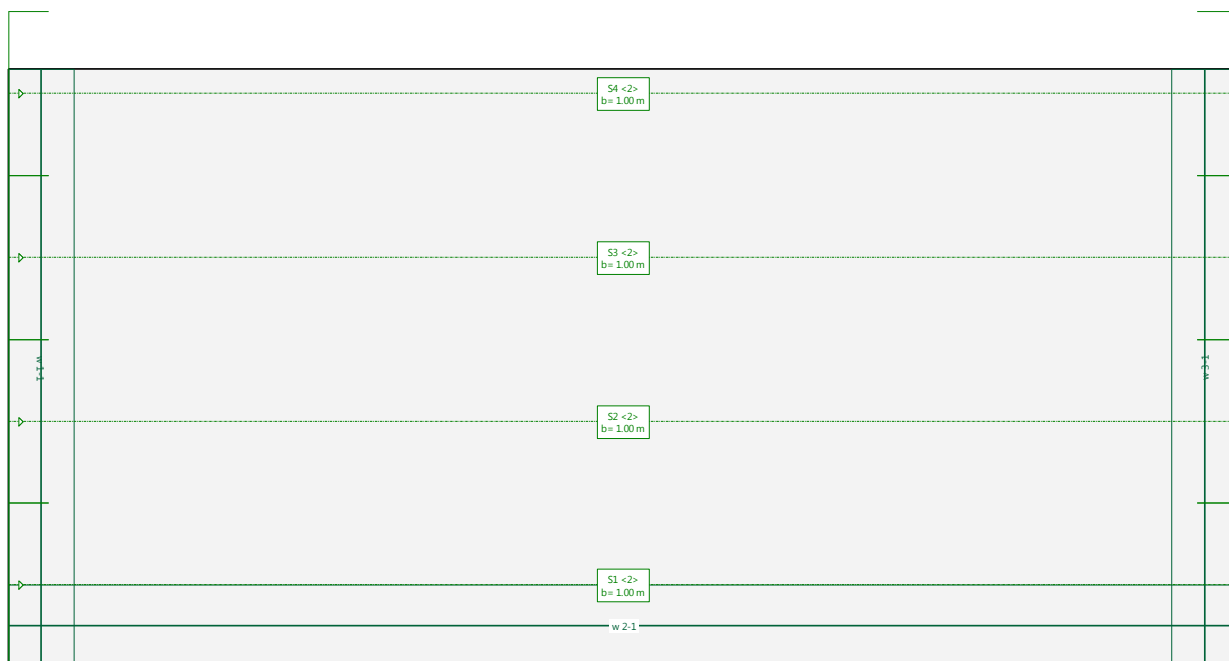 S4 <2>
b= 1.00 m
S3 <2>
b= 1.00 m
w 1-1
w 3-1
S2 <2>
b= 1.00 m
S1 <2>
b= 1.00 m
w 2-1